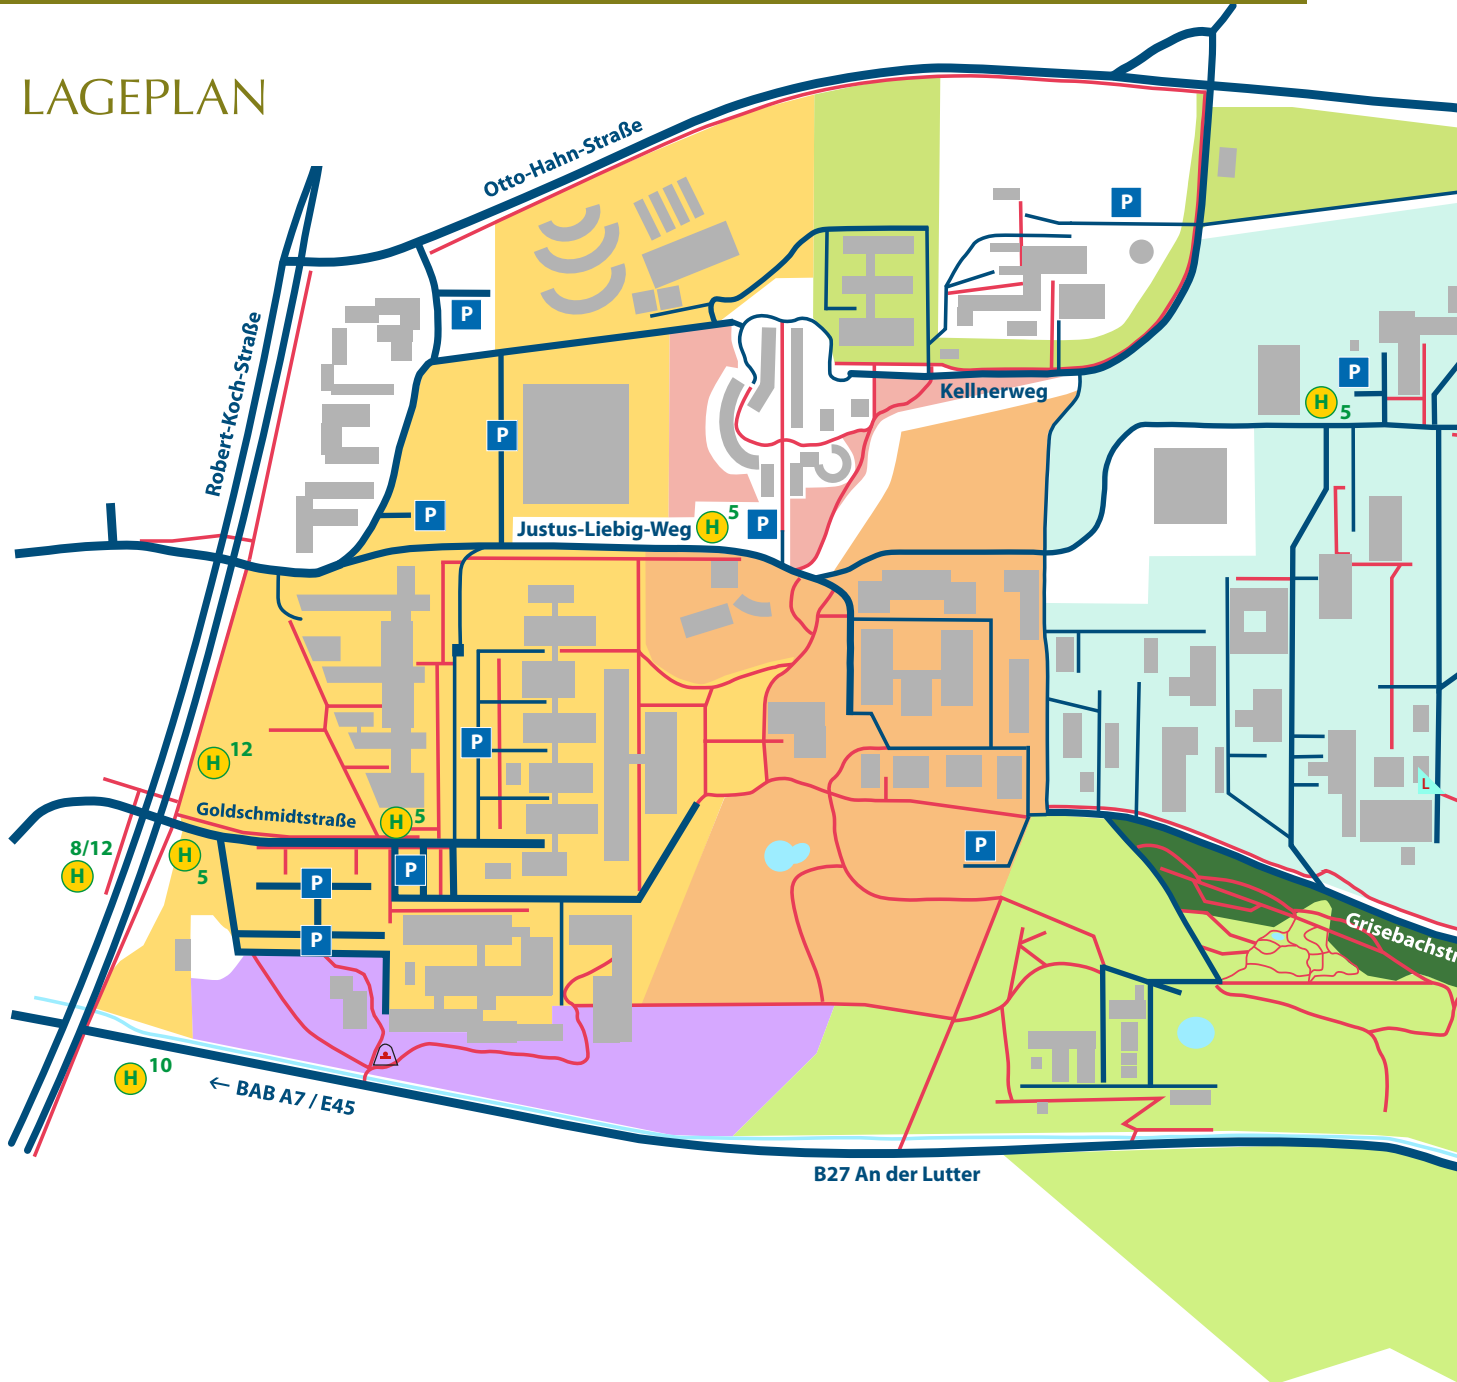 LAGEPLAN
Otto-Hahn-Straße
P
P
Robert-Koch-Straße
P
Kellnerweg
H 5
P
P
P
Justus-Liebig-Weg H 5
P
P
H 12
Goldschmidtstraße
H 5
8/12
H
H
5
P
P
P
P
L
Grisebachstr
H 10
← BAB A7 / E45
B27 An der Lutter